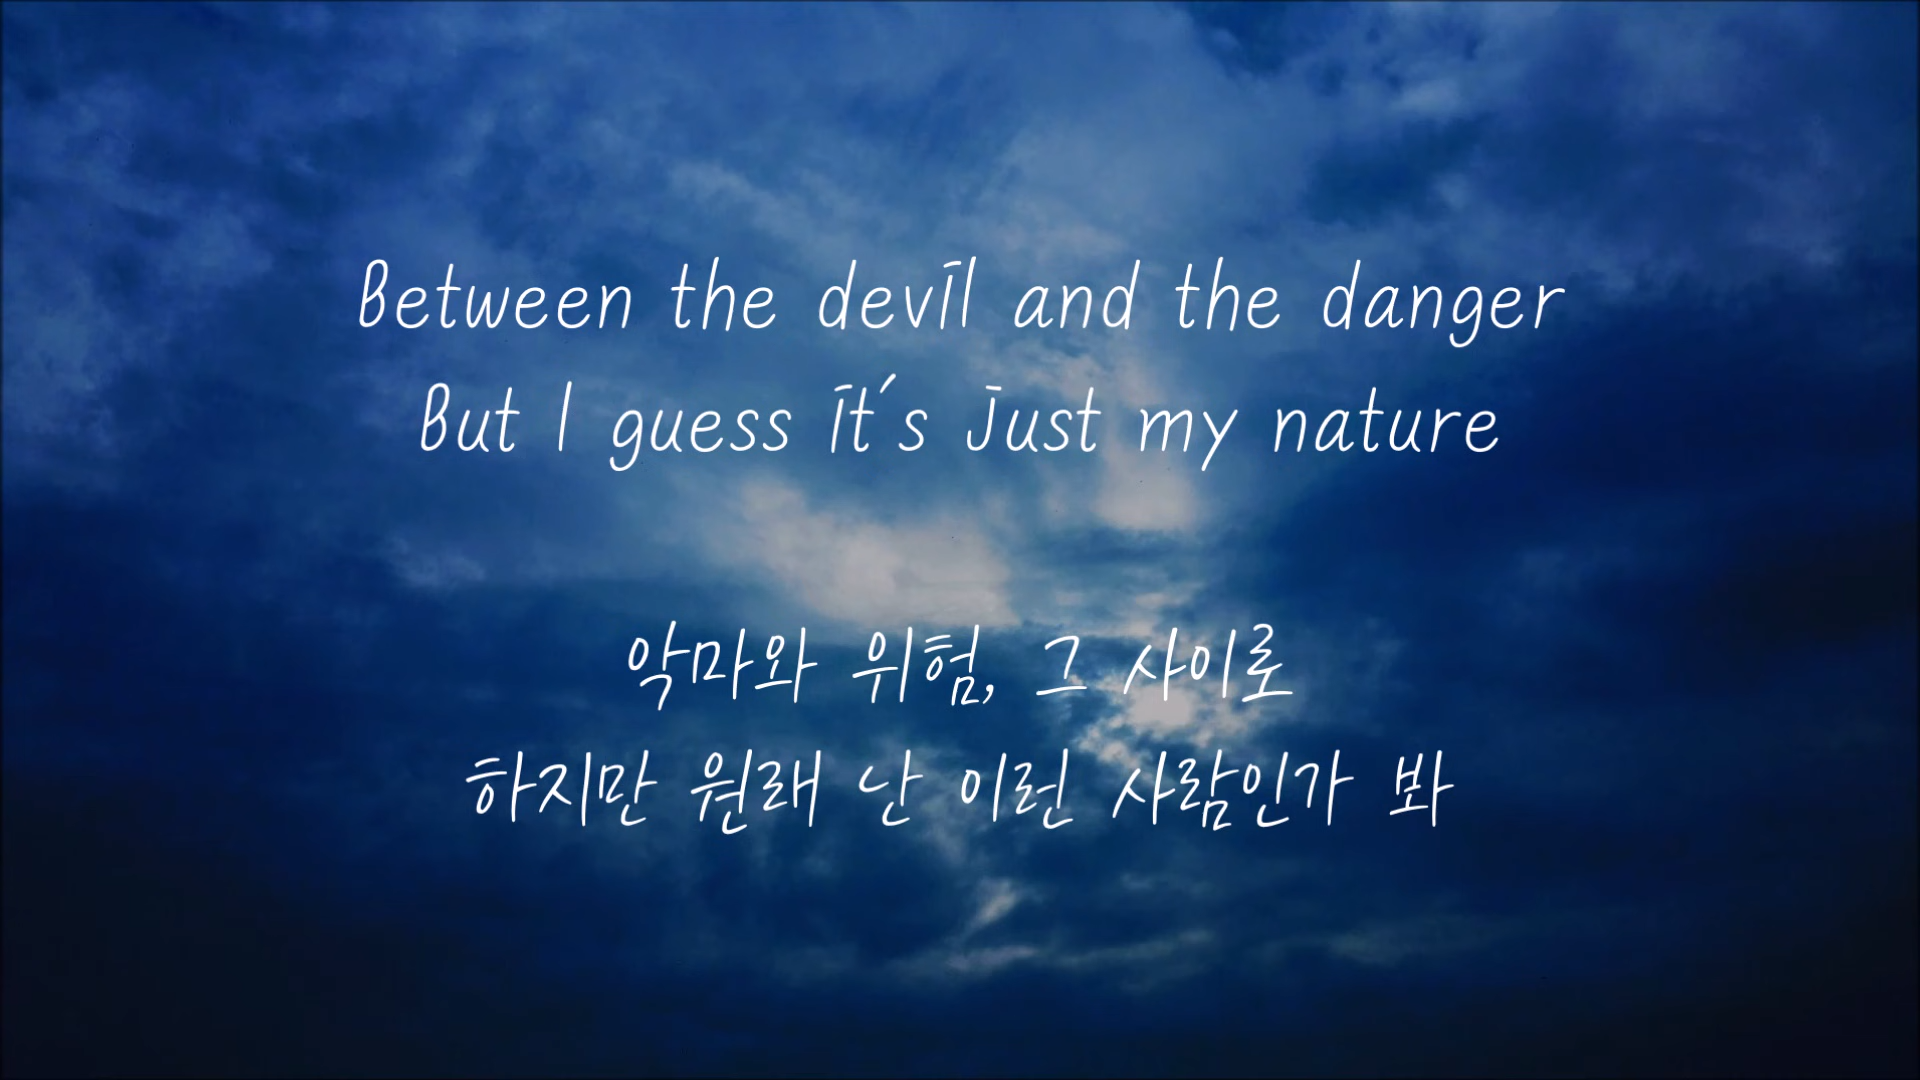 Between the devil and the danger
But I guess it's just my nature
악마와 위험, 그 사이로
하지만 원래 난 이런 사람인가 봐